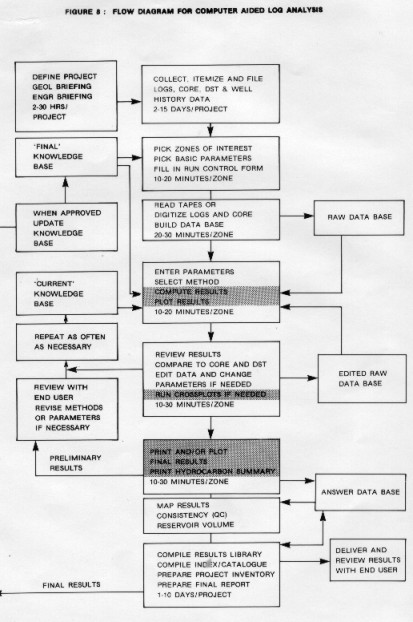 FIGURE 8 : FLOW DIAGRAM FOR COMPUTER AIDED LOG ANALYSIS
DEFINE PROJECT
GEOL BRIEFING
ENGR BRIEFING
2-30 HRS/
PROJECT
COLLECT, ITEMIZE AND FILE
LOGS, CORE, DST & WELL
HISTORY DATA
2-15 DAYS/PROJECT
'FINAL'
KNOWLEDGE
BASE
PICK ZONES OF INTEREST
PICK BASIC PARAMETERS
FILL IN RUN CONTROL FORM
10-20 MINUTES/ZONE
WHEN APPROVED
UPDATE
KNOWLEDGE
BASE
READ TAPES OR
DIGITIZE LOGS AND CORE
BUILD DATA BASE
20-30 MINUTES/ZONE
RAW DATA BASE
'CURRENT'
KNOWLEDGE
BASE
ENTER PARAMETERS
SELECT METHOD
COMPUTE RESULTS
PLOT RESULTS
10-20 MINUTES/ZONE
REPEAT AS OFTEN
AS NECESSARY
REVIEW RESULTS
COMPARE TO CORE AND DST
EDIT DATA AND CHANGE
PARAMETERS IF NEEDED
RUN CROSSPLOTS IF NEEDED
10-30 MINUTES/ZONE
EDITED RAW
DATA BASE
REVIEW WITH
END USER
REVISE METHODS
OR PARAMETERS
IF NECESSARY
PRELIMINARY
RESULTS
PRINT AND/OR PLOT
FINAL RESULTS
PRINT HYDROCARBON SUMMARY
10-30 MINUTES/ZONE
ANSWER DATA BASE
MAP RESULTS
CONSISTENCY (QC)
RESERVOIR VOLUME
COMPILE RESULTS LIBRARY
COMPILE INDEX/CATALOGUE
PREPARE PROJECT INVENTORY
PREPARE FINAL REPORT
1-10 DAYS/PROJECT
DELIVER AND
REVIEW RESULTS
WITH END USER
FINAL RESULTS